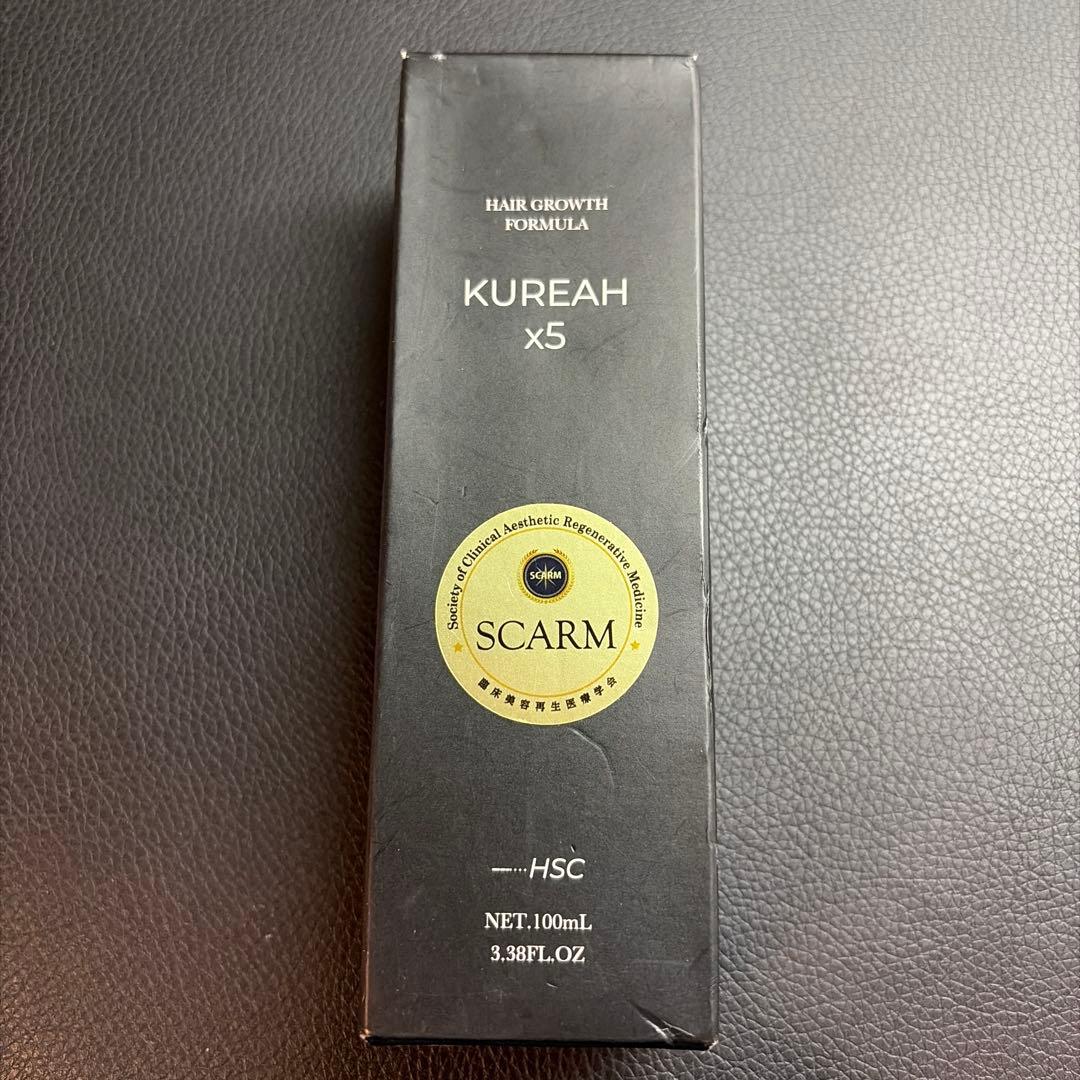 HAIR GROWTH
FORMULA
KUREAH
x5
Society of Clinical Aesthetic Regenerative Medicine
SCARM
SCARM
臨床美容再生医療学会
HSC
NET.100mL
3.38FL.OZ